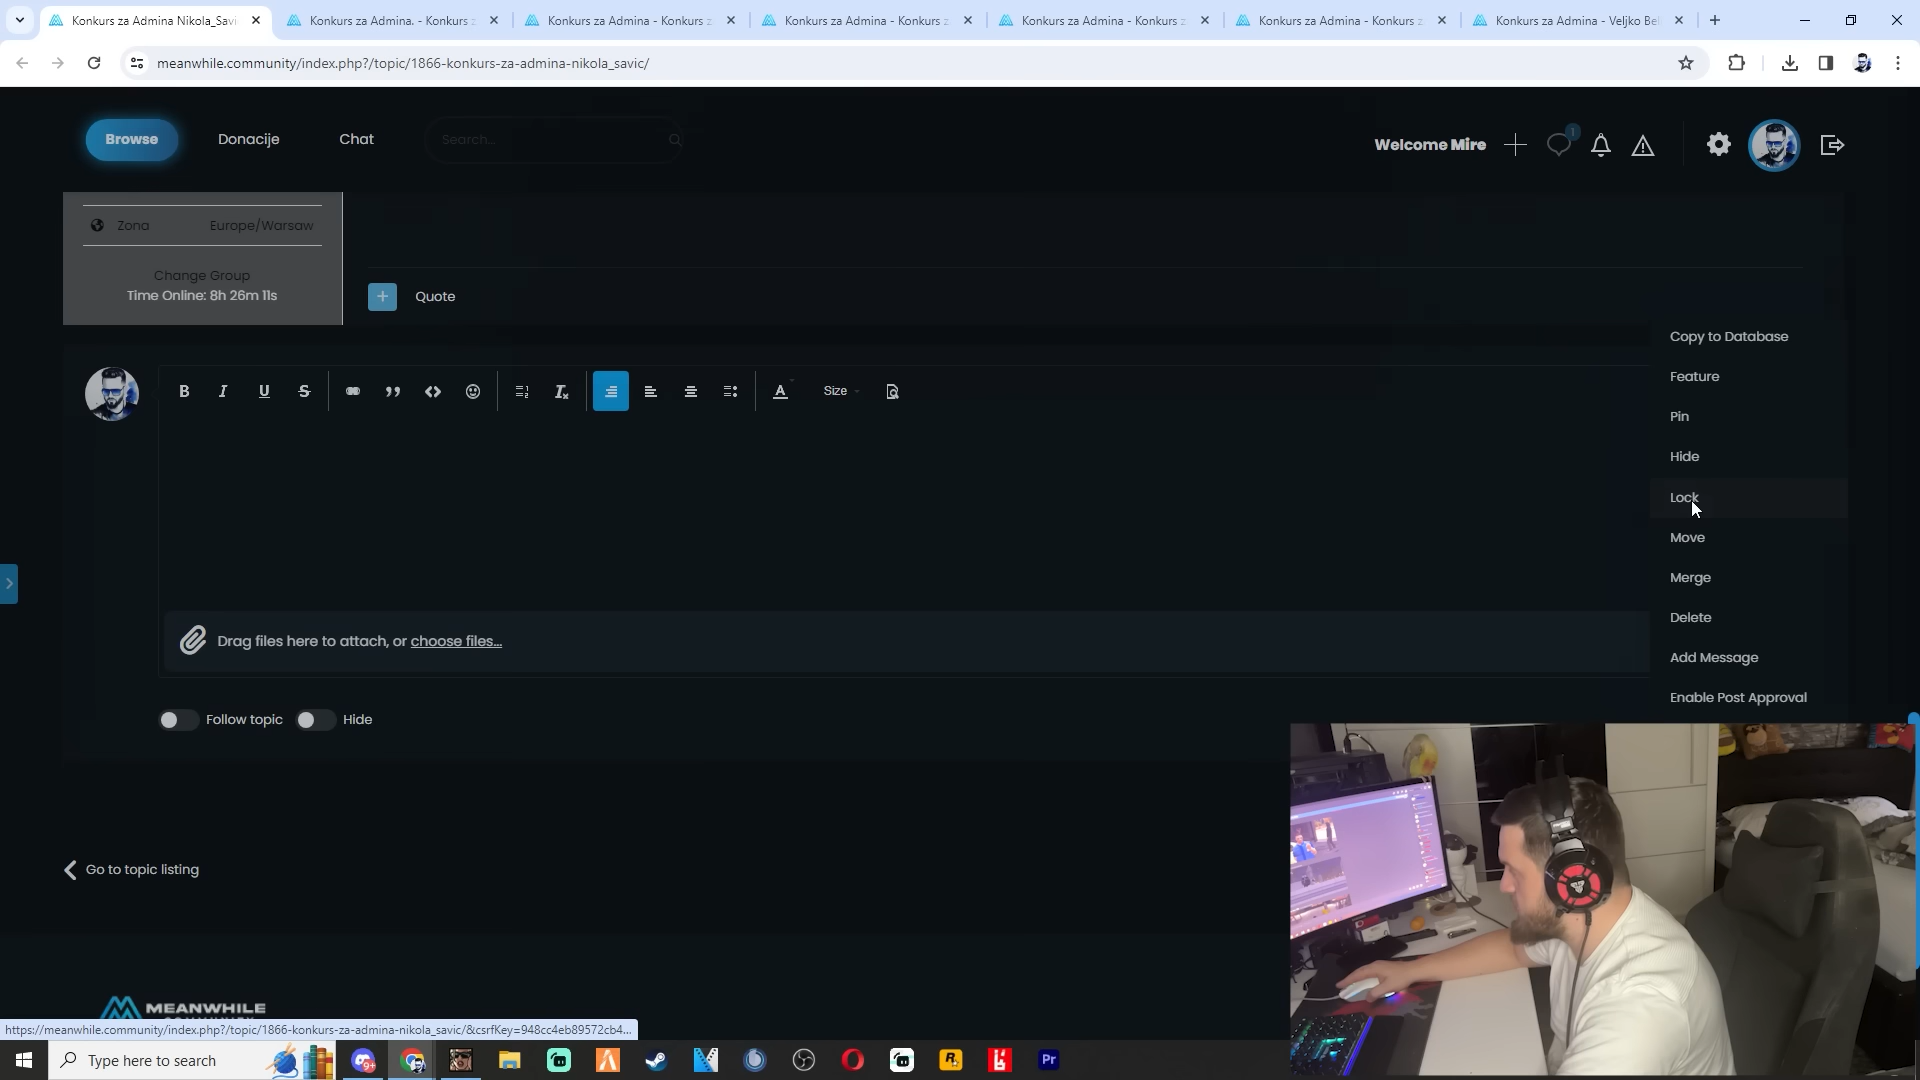 Konkurs za Admina Nikola_Savi
Konkurs za Admina. - Konkurs z
Konkurs za Admina - Konkurs z
Konkurs za Admina - Konkurs z
Konkurs za Admina - Konkurs z
Konkurs za Admina - Konkurs z
Konkurs za Admina - Veljko Bel
meanwhile.community/index.php?/topic/1866-konkurs-za-admina-nikola_savic/
Browse
Donacije
Chat
Search...
Welcome Mire
1
Zona
Europe/Warsaw
Change Group
Time Online: 8h 26m 11s
+ Quote
Copy to Database
Feature
Pin
Hide
Lock
Move
Merge
Delete
Add Message
Enable Post Approval
B I U S
A
Size
Drag files here to attach, or choose files...
Follow topic
Hide
Go to topic listing
MEANWHILE
https://meanwhile.community/index.php?/topic/1866-konkurs-za-admina-nikola_savic/&csrfKey=948cc4eb89572cb4...
Type here to search
9+
R
Pr